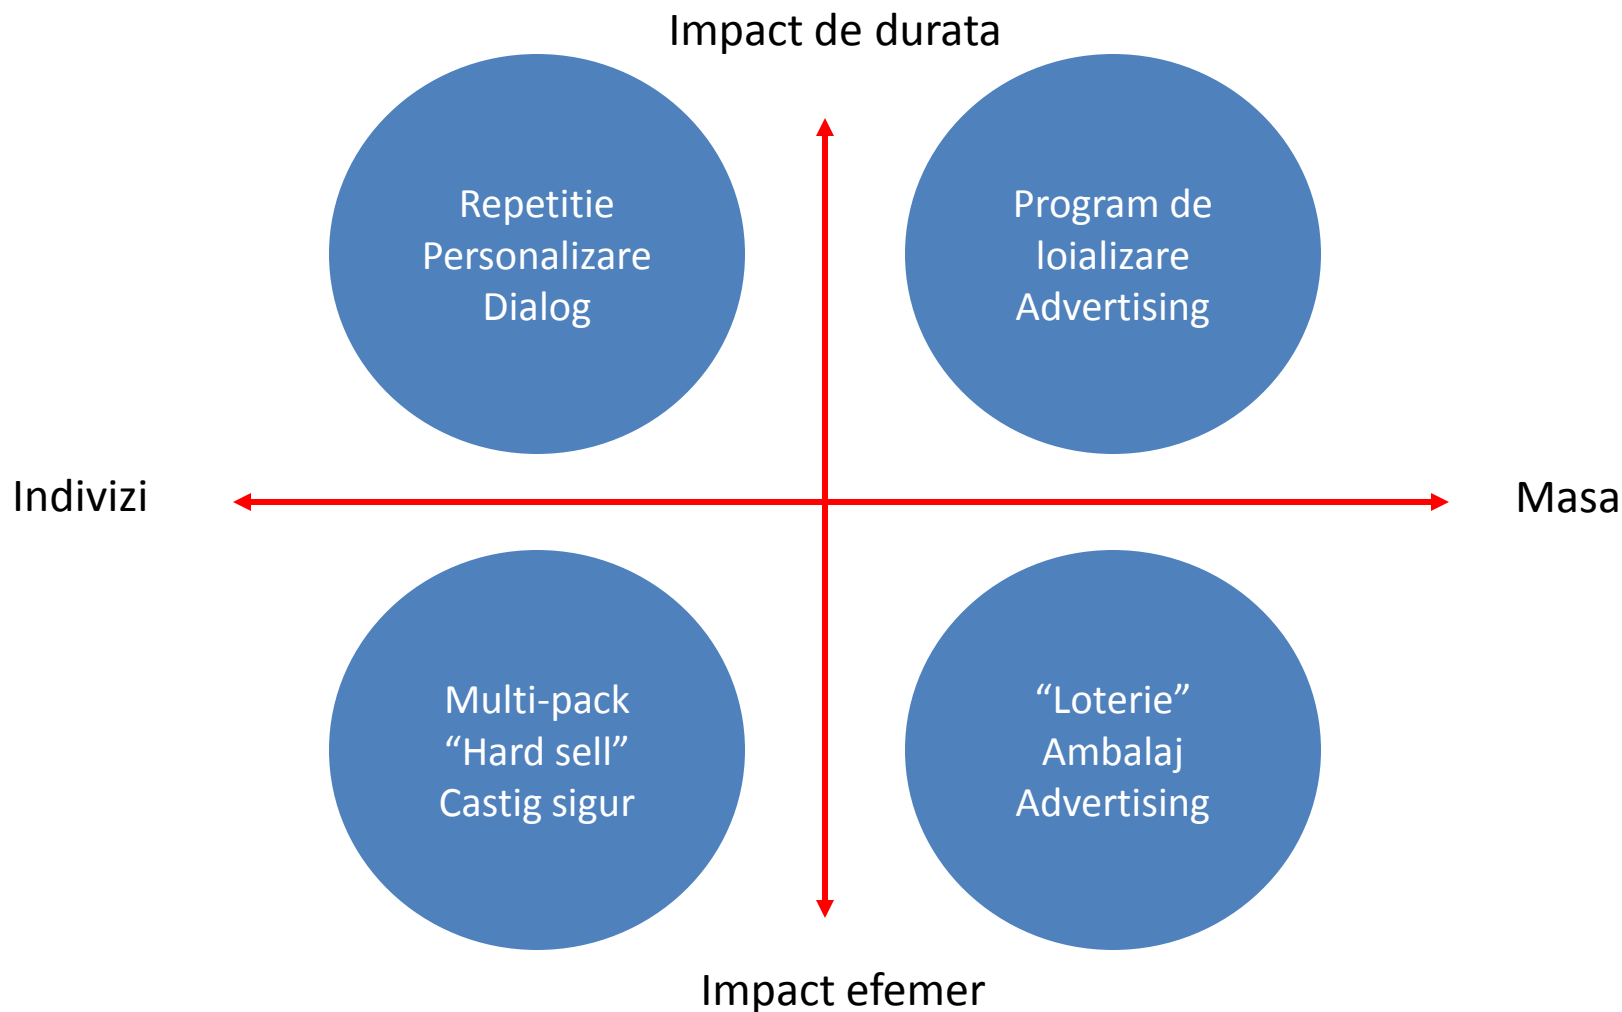 Impact de durata
Repetitie
Personalizare
Dialog
Program de
loializare
Advertising
Indivizi
Masa
Multi-pack
“Hard sell”
Castig sigur
“Loterie”
Ambalaj
Advertising
Impact efemer